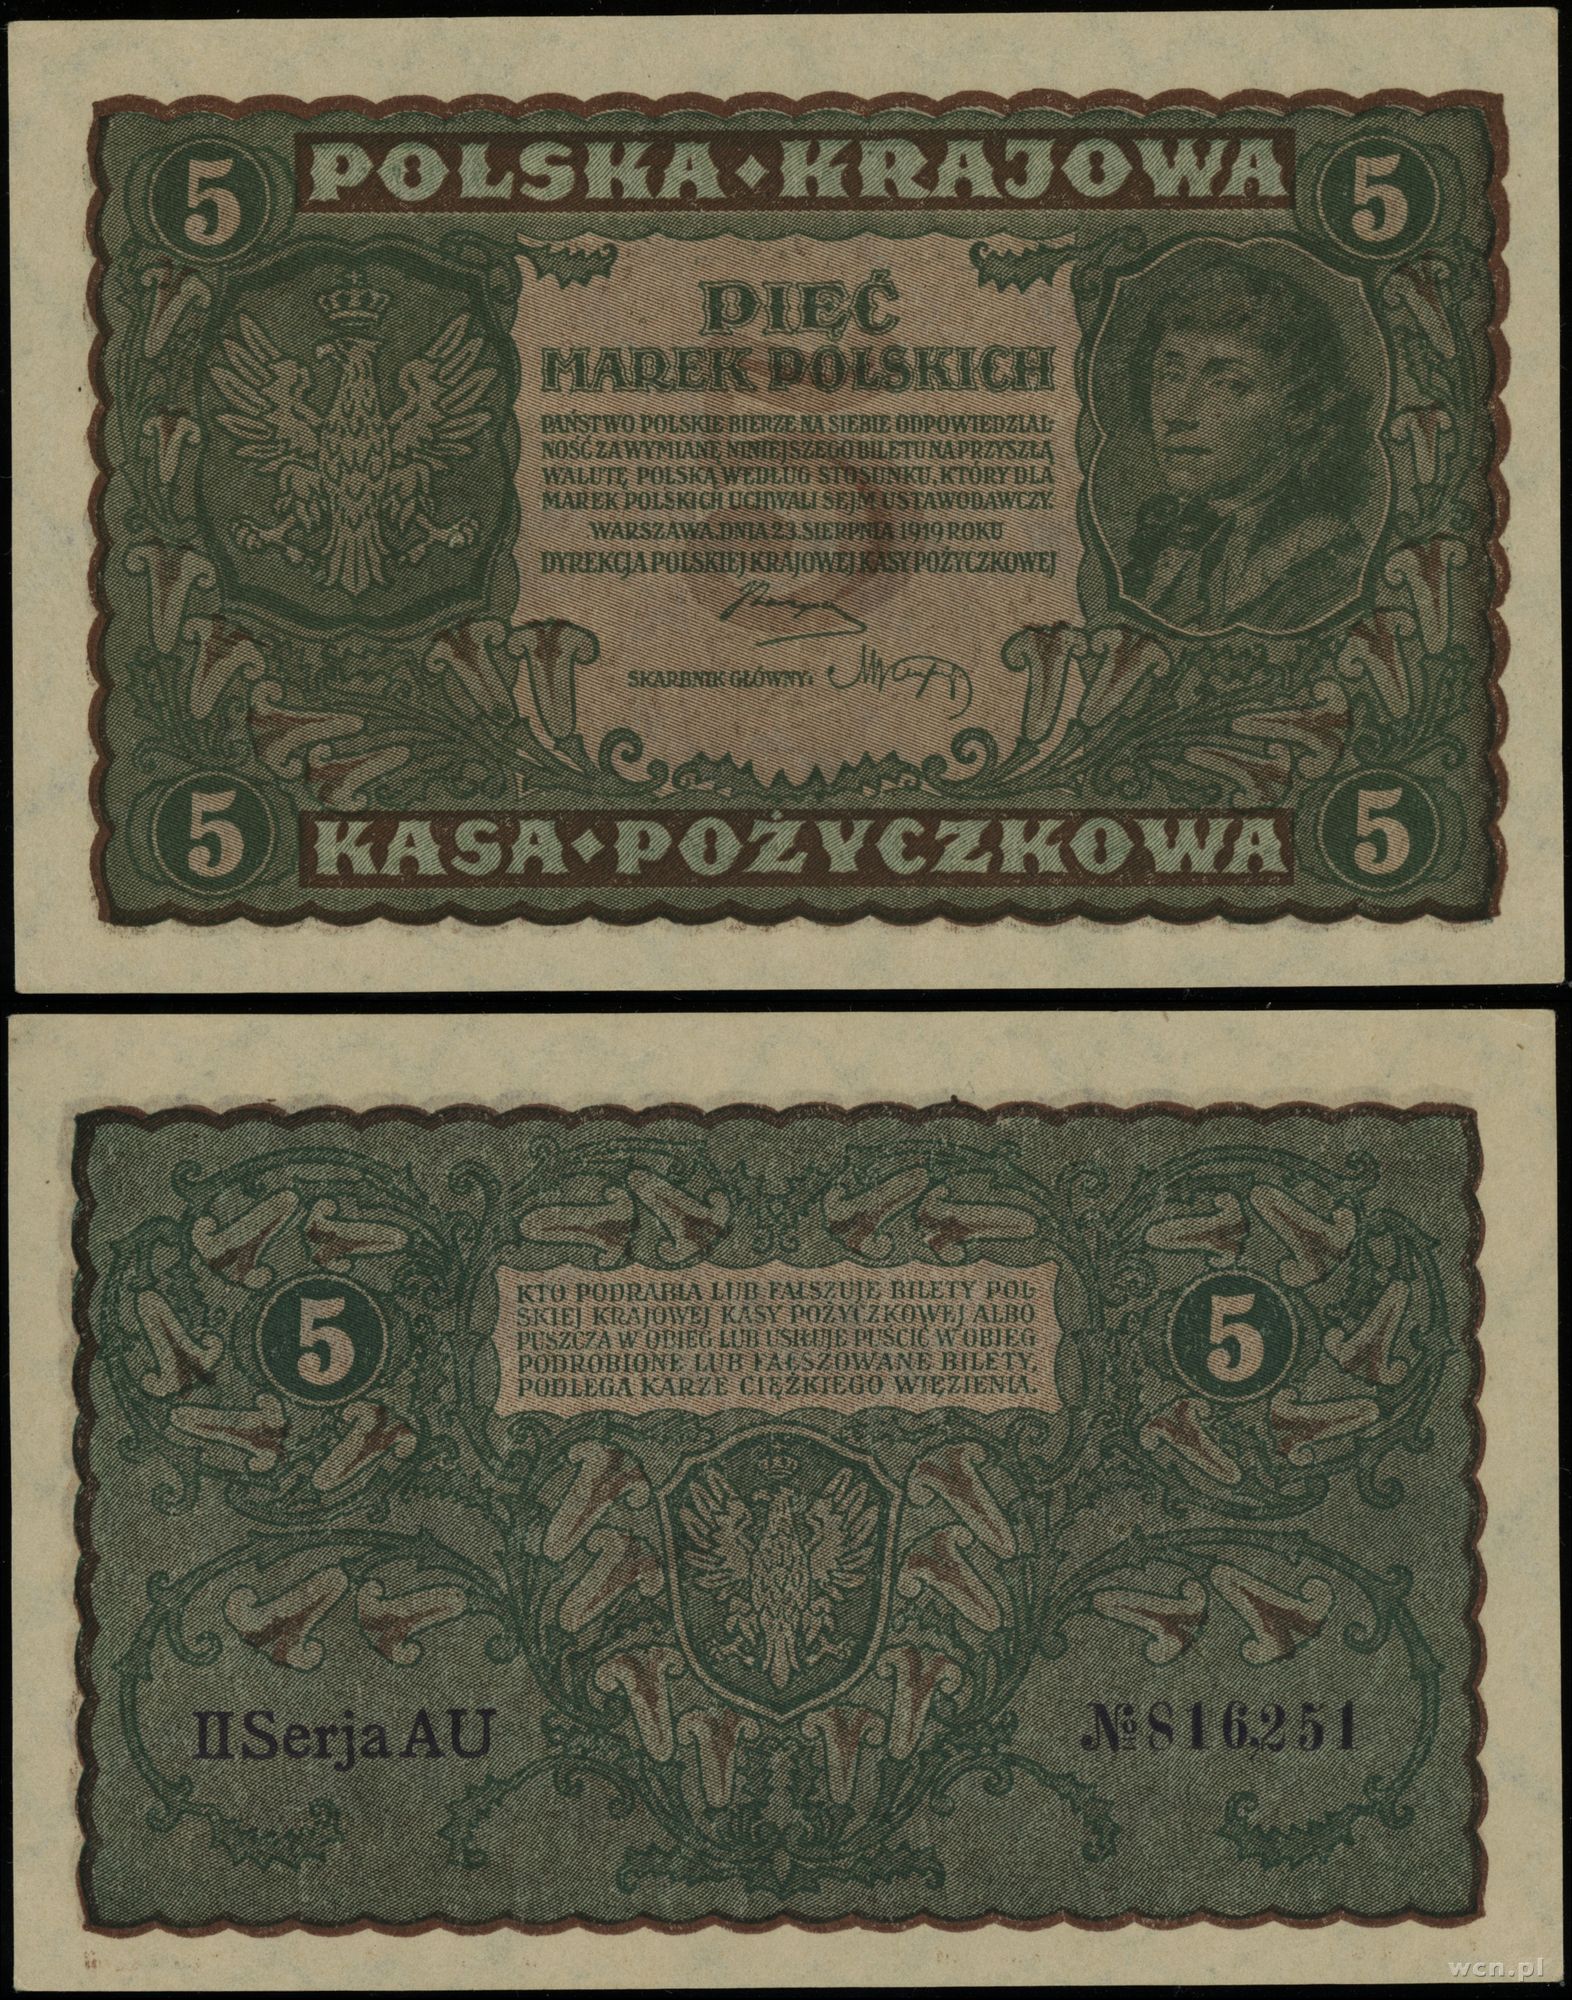 5 POLSKA KRAJOWA 5
PIĘĆ
MAREK POLSKICH
PAŃSTWO POLSKIE BIERZE NA SIEBIE ODPOWIEDZIAL-
NOŚĆ ZA WYMIANĘ NINIEJSZEGO BILETU NA PRZYSZŁĄ
WALUTĘ POLSKĄ WEDŁUG STOSUNKU, KTÓRY DLA
MAREK POLSKICH UCHWALI SEJM USTAWODAWCZY.
WARSZAWA, DNIA 23. SIERPNIA 1919 ROKU
DYREKCJA POLSKIEJ KRAJOWEJ KASY POŻYCZKOWEJ
SKARBNIK GŁÓWNY:
5 KASA POŻYCZKOWA 5
KTO PODRABIA LUB FAŁSZUJE BILETY POL-
SKIEJ KRAJOWEJ KASY POŻYCZKOWEJ ALBO
PUSZCZA W OBIEG LUB USIŁUJE PUŚCIĆ W OBIEG
PODROBIONE LUB FAŁSZOWANE BILETY,
PODLEGA KARZE CIĘŻKIEGO WIĘZIENIA.
5 5
II Serja AU № 816,251
wcn.pl